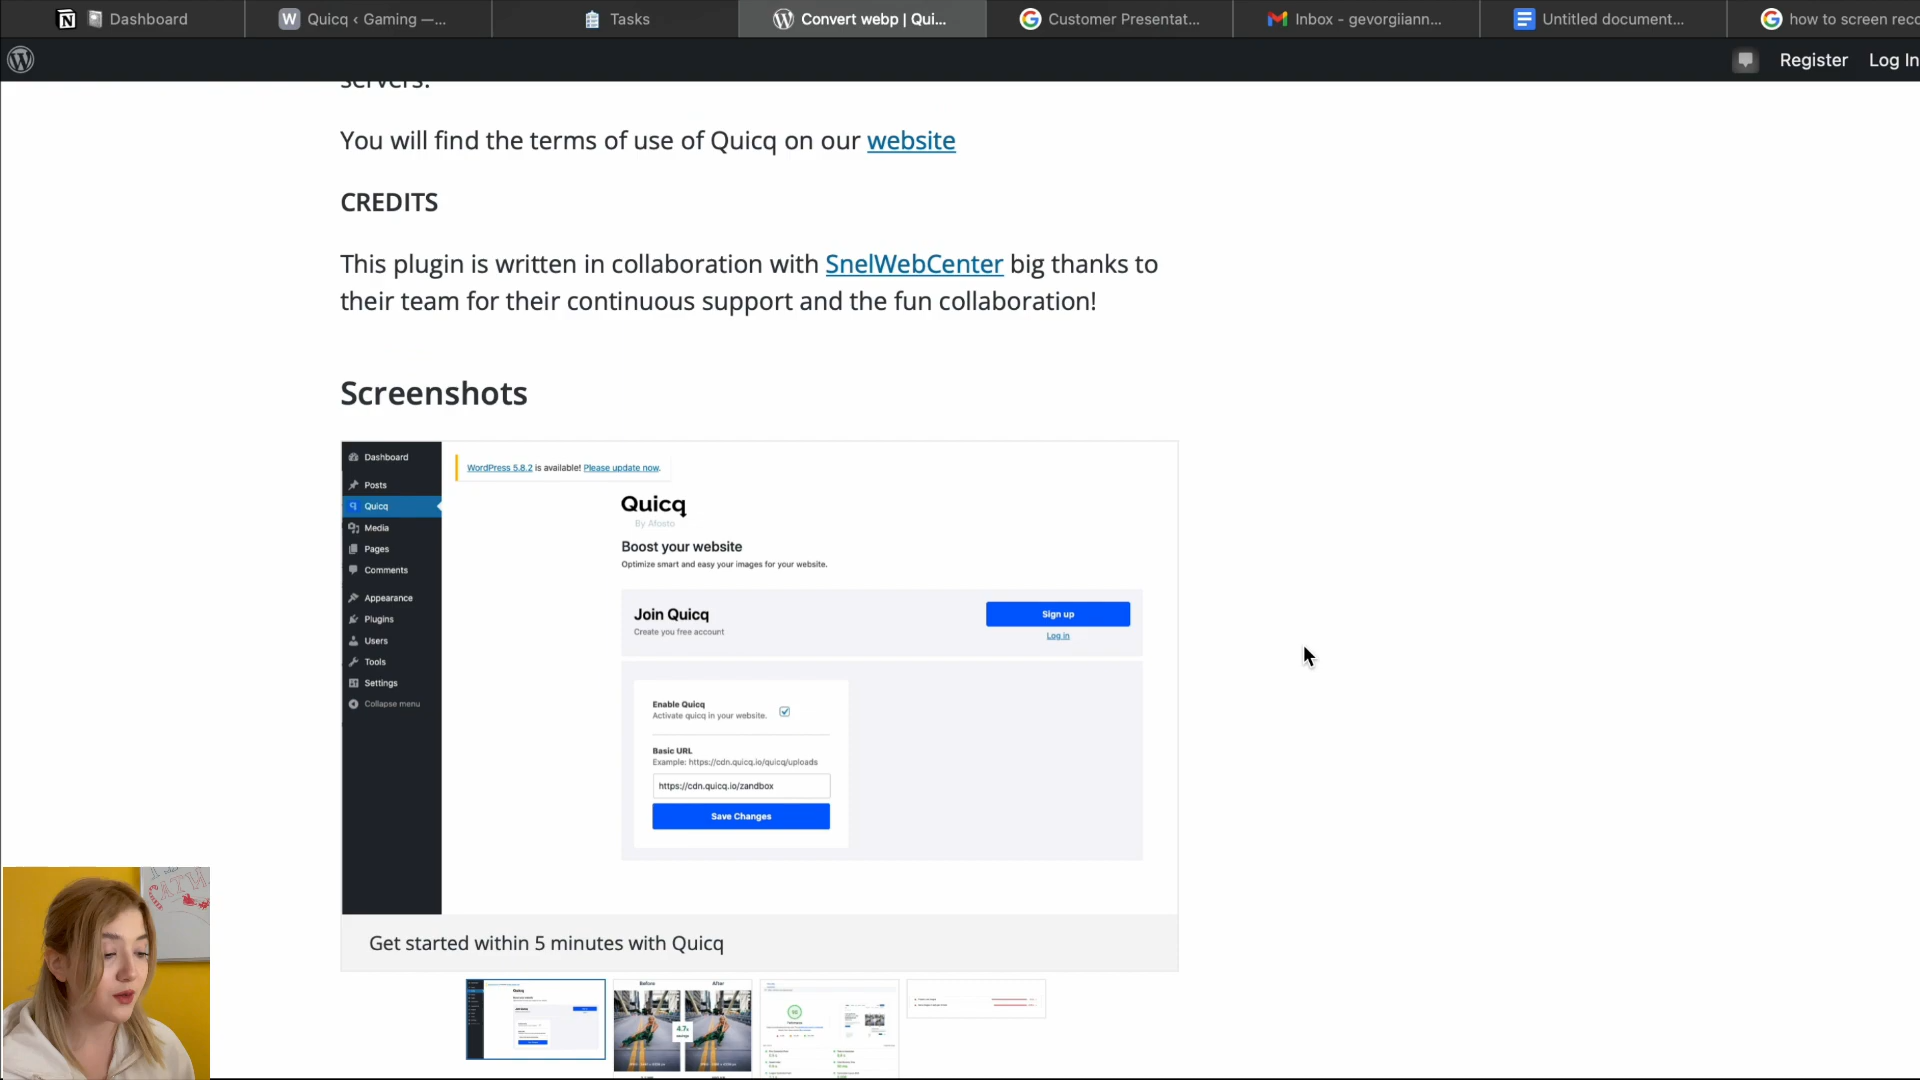 Dashboard
Quicq ‹ Gaming —...
Tasks
Convert webp | Qui...
Customer Presentat...
Inbox - gevorgiiann...
Untitled document...
how to screen reco
Register
Log In
servers.
You will find the terms of use of Quicq on our website
CREDITS
This plugin is written in collaboration with SnelWebCenter big thanks to
their team for their continuous support and the fun collaboration!
Screenshots
Dashboard
Posts
Quicq
Media
Pages
Comments
Appearance
Plugins
Users
Tools
Settings
Collapse menu
WordPress 5.8.2 is available! Please update now.
Quicq
By Afosto
Boost your website
Optimize smart and easy your images for your website.
Join Quicq
Create you free account
Sign up
Log in
Enable Quicq
Activate quicq in your website.
Basic URL
Example: https://cdn.quicq.io/quicq/uploads
https://cdn.quicq.io/zandbox
Save Changes
Get started within 5 minutes with Quicq
Before
After
4.7x